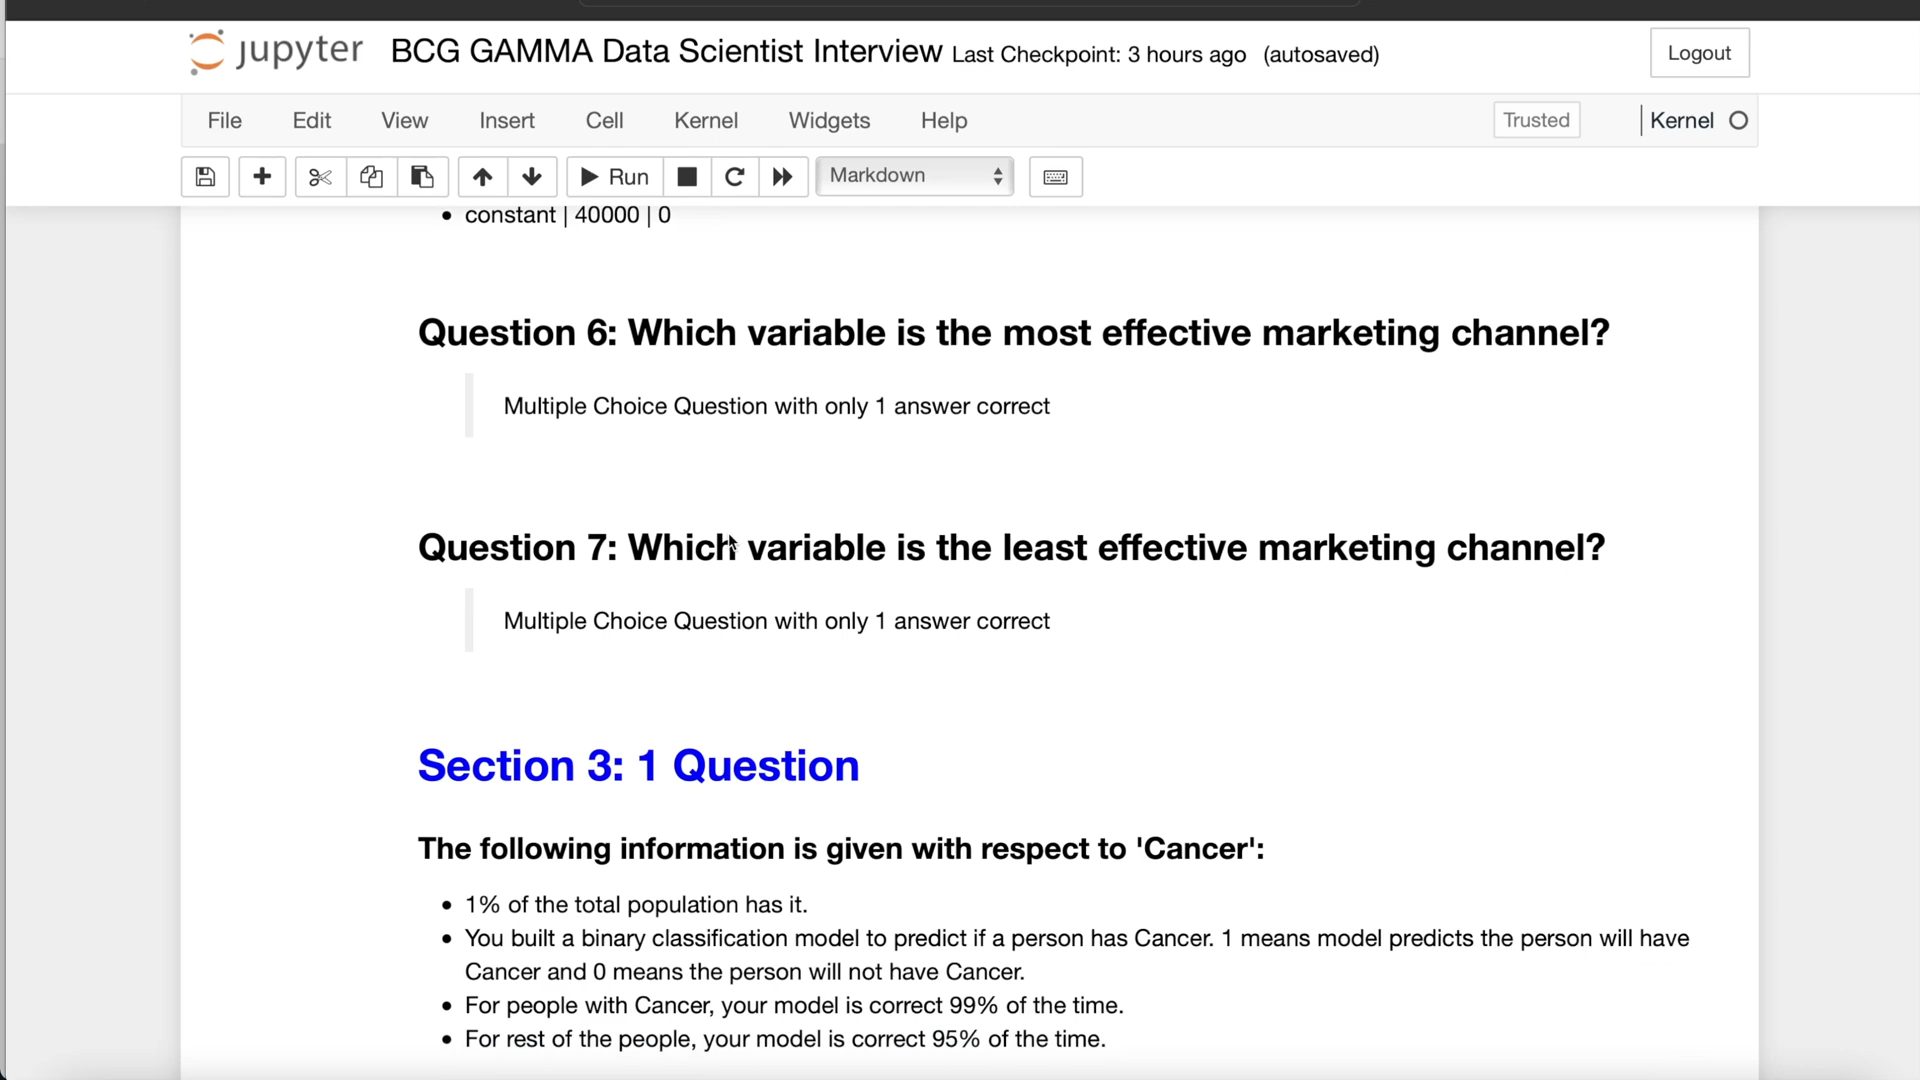 jupyter BCG GAMMA Data Scientist Interview Last Checkpoint: 3 hours ago (autosaved) Logout
File Edit View Insert Cell Kernel Widgets Help Trusted Kernel
Run Markdown
constant | 40000 | 0
Question 6: Which variable is the most effective marketing channel?
Multiple Choice Question with only 1 answer correct
Question 7: Which variable is the least effective marketing channel?
Multiple Choice Question with only 1 answer correct
Section 3: 1 Question
The following information is given with respect to 'Cancer':
1% of the total population has it.
You built a binary classification model to predict if a person has Cancer. 1 means model predicts the person will have
Cancer and 0 means the person will not have Cancer.
For people with Cancer, your model is correct 99% of the time.
For rest of the people, your model is correct 95% of the time.